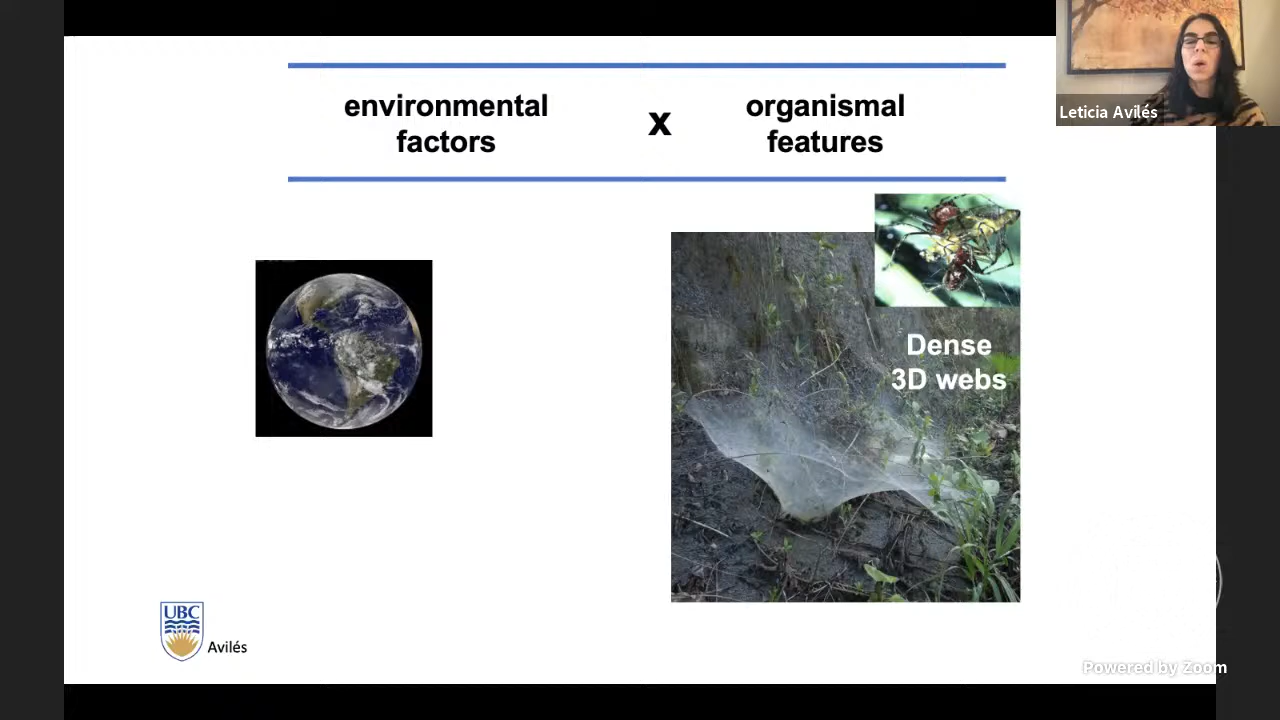 environmental
factors
x
organismal
features
Leticia Avilés
Dense
3D webs
UBC
Avilés
Powered by Zoom